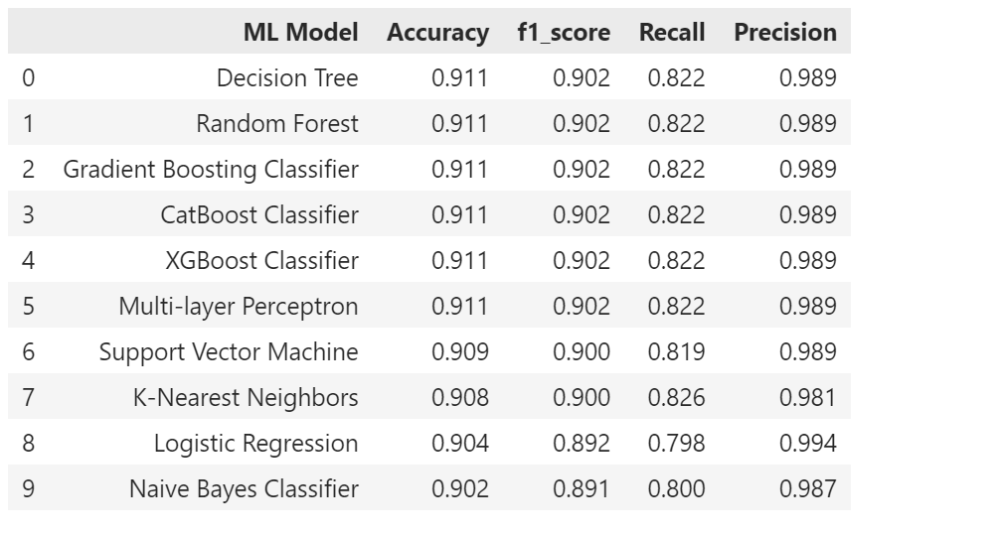 ML Model Accuracy f1_score Recall Precision
0 Decision Tree 0.911 0.902 0.822 0.989
1 Random Forest 0.911 0.902 0.822 0.989
2 Gradient Boosting Classifier 0.911 0.902 0.822 0.989
3 CatBoost Classifier 0.911 0.902 0.822 0.989
4 XGBoost Classifier 0.911 0.902 0.822 0.989
5 Multi-layer Perceptron 0.911 0.902 0.822 0.989
6 Support Vector Machine 0.909 0.900 0.819 0.989
7 K-Nearest Neighbors 0.908 0.900 0.826 0.981
8 Logistic Regression 0.904 0.892 0.798 0.994
9 Naive Bayes Classifier 0.902 0.891 0.800 0.987